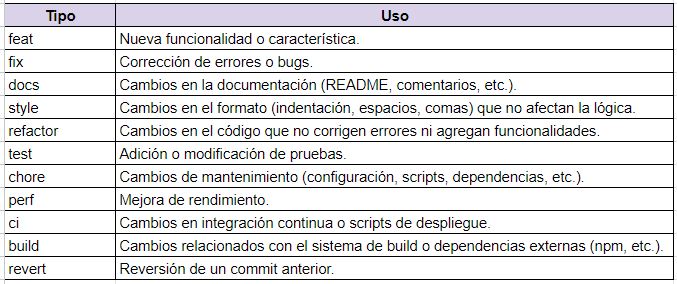 Tipo Uso
feat Nueva funcionalidad o característica.
fix Corrección de errores o bugs.
docs Cambios en la documentación (README, comentarios, etc.).
style Cambios en el formato (indentación, espacios, comas) que no afectan la lógica.
refactor Cambios en el código que no corrigen errores ni agregan funcionalidades.
test Adición o modificación de pruebas.
chore Cambios de mantenimiento (configuración, scripts, dependencias, etc.).
perf Mejora de rendimiento.
ci Cambios en integración continua o scripts de despliegue.
build Cambios relacionados con el sistema de build o dependencias externas (npm, etc.).
revert Reversión de un commit anterior.